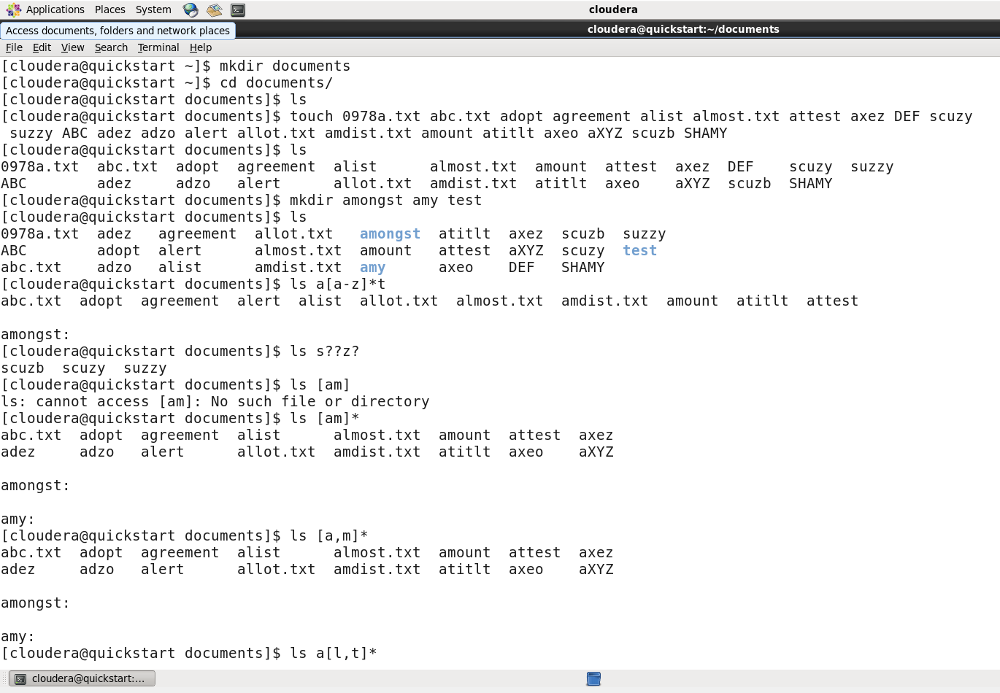 Applications Places System cloudera
Access documents, folders and network places cloudera@quickstart:~/documents
File Edit View Search Terminal Help
[cloudera@quickstart ~]$ mkdir documents
[cloudera@quickstart ~]$ cd documents/
[cloudera@quickstart documents]$ ls
[cloudera@quickstart documents]$ touch 0978a.txt abc.txt adopt agreement alist almost.txt attest axez DEF scuzy
 suzzy ABC adez adzo alert allot.txt amdist.txt amount atitlt axeo aXYZ scuzb SHAMY
[cloudera@quickstart documents]$ ls
0978a.txt  abc.txt  adopt  agreement  alist      almost.txt  amount  attest  axez  DEF    scuzy  suzzy
ABC        adez     adzo   alert      allot.txt  amdist.txt  atitlt  axeo    aXYZ  scuzb  SHAMY
[cloudera@quickstart documents]$ mkdir amongst amy test
[cloudera@quickstart documents]$ ls
0978a.txt  adez   agreement  allot.txt   amongst  atitlt  axez  scuzb  suzzy
ABC        adopt  alert      almost.txt  amount   attest  aXYZ  scuzy  test
abc.txt    adzo   alist      amdist.txt  amy      axeo    DEF   SHAMY
[cloudera@quickstart documents]$ ls a[a-z]*t
abc.txt  adopt  agreement  alert  alist  allot.txt  almost.txt  amdist.txt  amount  atitlt  attest
amongst:
[cloudera@quickstart documents]$ ls s??z?
scuzb  scuzy  suzzy
[cloudera@quickstart documents]$ ls [am]
ls: cannot access [am]: No such file or directory
[cloudera@quickstart documents]$ ls [am]*
abc.txt  adopt  agreement  alist      almost.txt  amount  attest  axez
adez     adzo   alert      allot.txt  amdist.txt  atitlt  axeo    aXYZ
amongst:
amy:
[cloudera@quickstart documents]$ ls [a,m]*
abc.txt  adopt  agreement  alist      almost.txt  amount  attest  axez
adez     adzo   alert      allot.txt  amdist.txt  atitlt  axeo    aXYZ
amongst:
amy:
[cloudera@quickstart documents]$ ls a[l,t]*
cloudera@quickstart:...